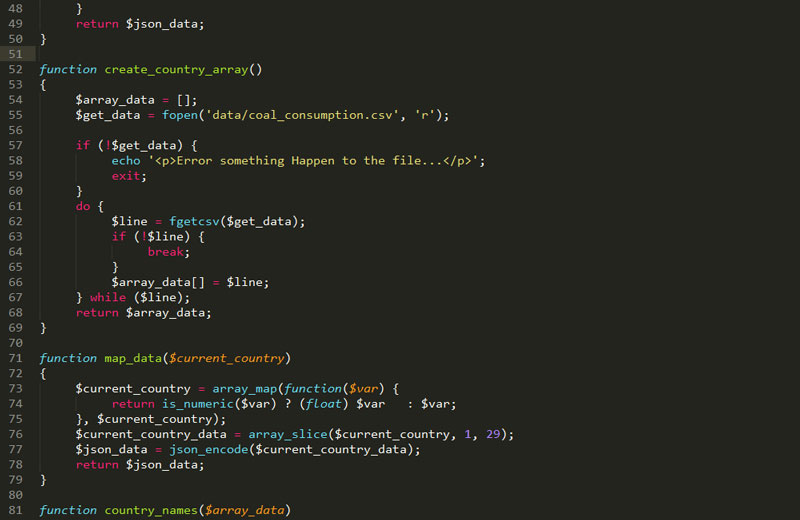 48 }
49 return $json_data;
50 }
51
52 function create_country_array()
53 {
54 $array_data = [];
55 $get_data = fopen('data/coal_consumption.csv', 'r');
56
57 if (!$get_data) {
58 echo '<p>Error something Happen to the file...</p>';
59 exit;
60 }
61 do {
62 $line = fgetcsv($get_data);
63 if (!$line) {
64 break;
65 }
66 $array_data[] = $line;
67 } while ($line);
68 return $array_data;
69 }
70
71 function map_data($current_country)
72 {
73 $current_country = array_map(function($var) {
74 return is_numeric($var) ? (float) $var   : $var;
75 }, $current_country);
76 $current_country_data = array_slice($current_country, 1, 29);
77 $json_data = json_encode($current_country_data);
78 return $json_data;
79 }
80
81 function country_names($array_data)